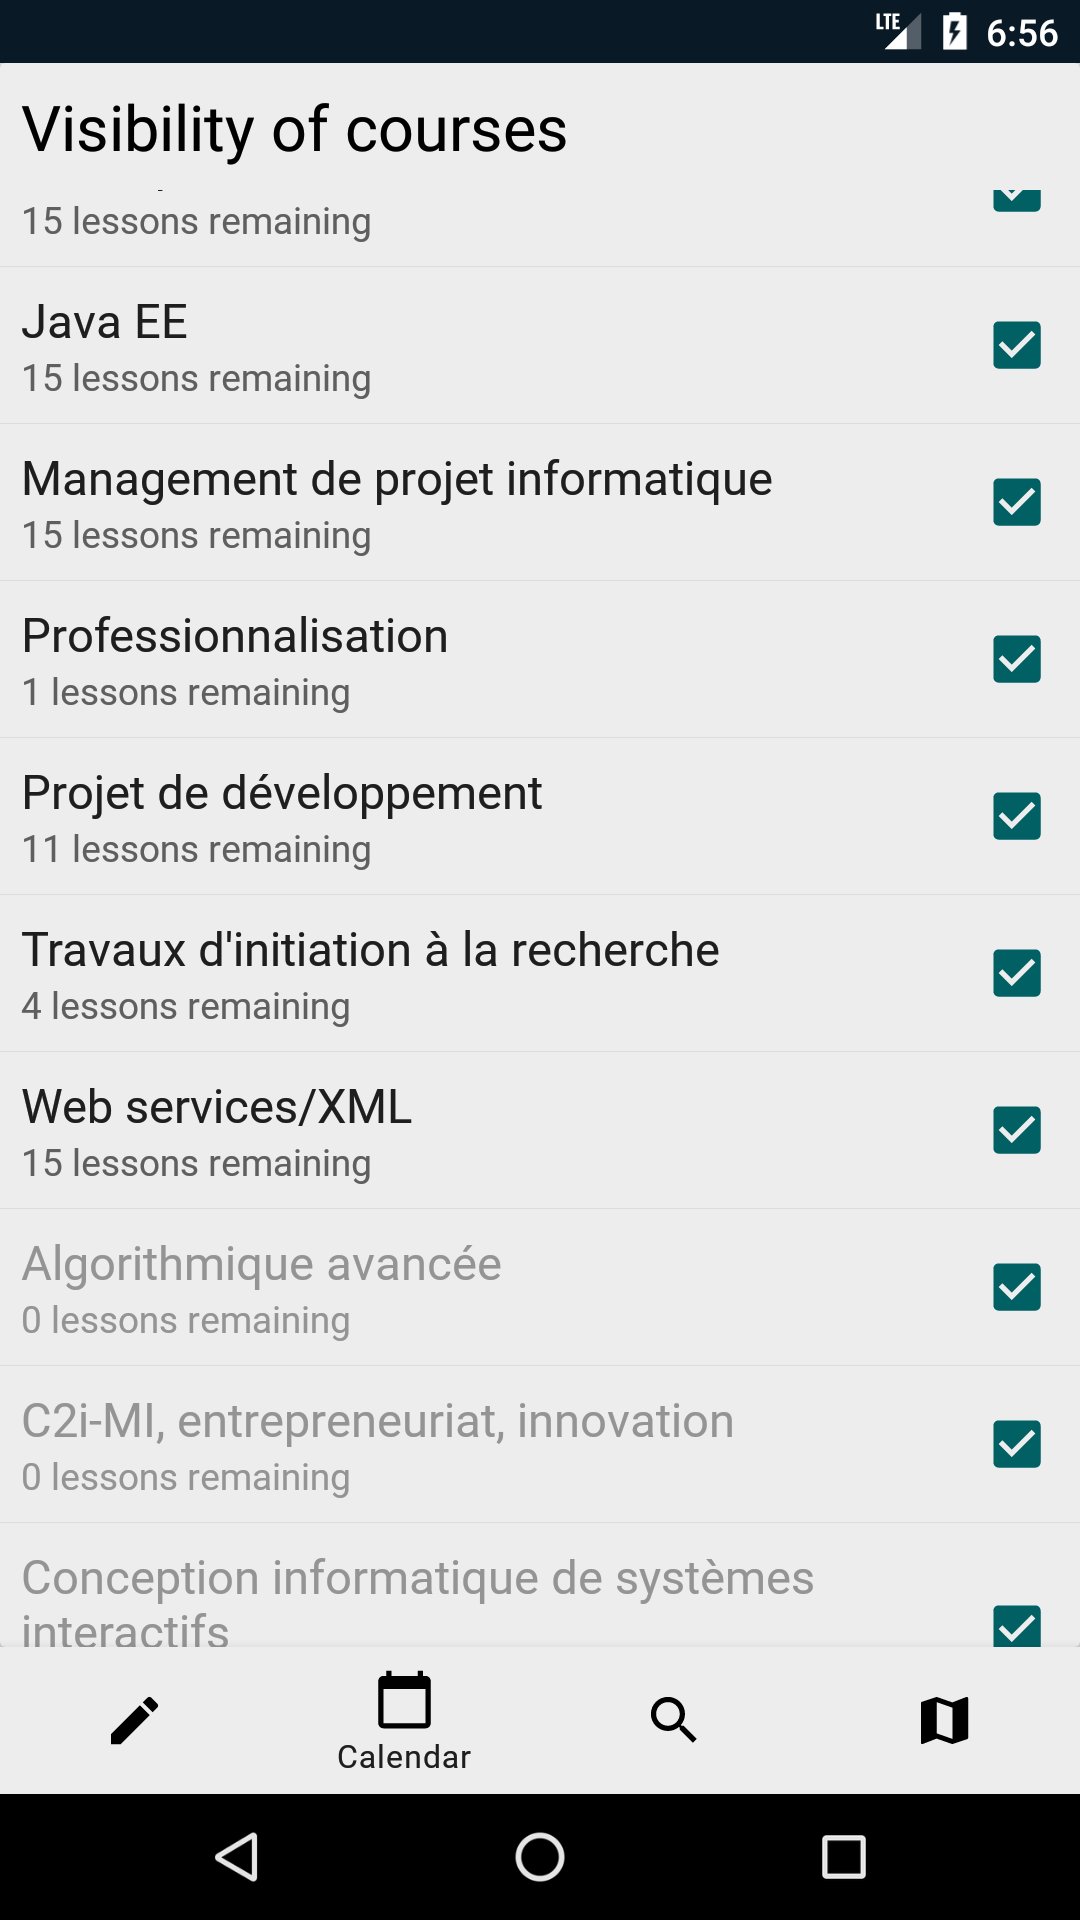 LTE 6:56
Visibility of courses
15 lessons remaining
Java EE
15 lessons remaining
Management de projet informatique
15 lessons remaining
Professionnalisation
1 lessons remaining
Projet de développement
11 lessons remaining
Travaux d'initiation à la recherche
4 lessons remaining
Web services/XML
15 lessons remaining
Algorithmique avancée
0 lessons remaining
C2i-MI, entrepreneuriat, innovation
0 lessons remaining
Conception informatique de systèmes
interactifs
Calendar